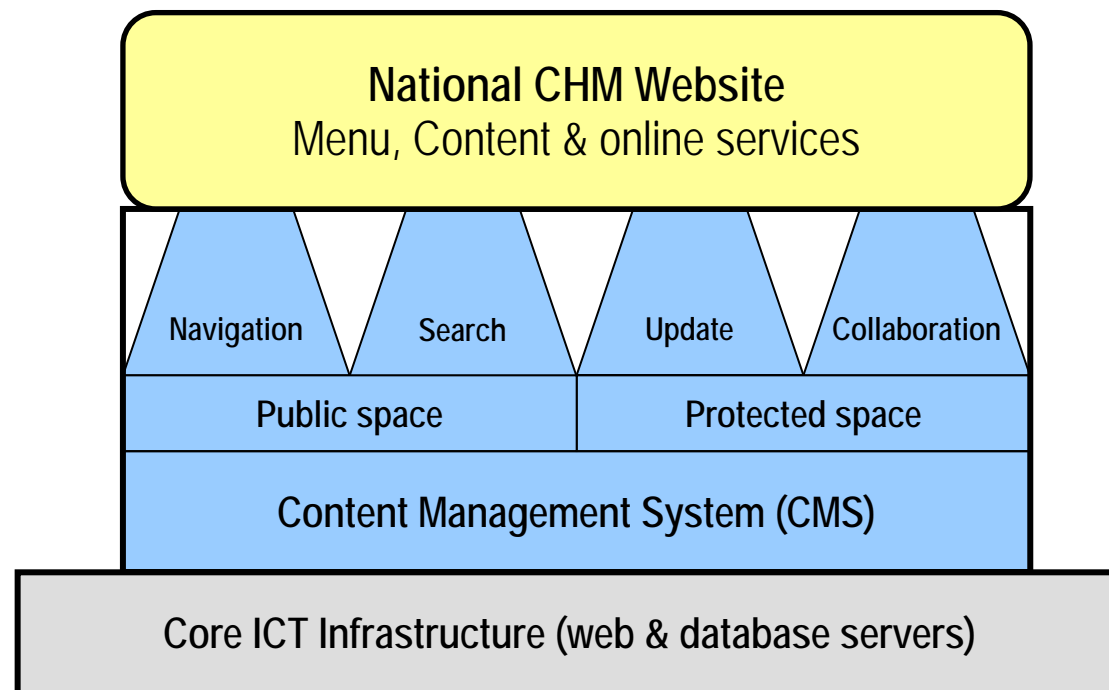 National CHM Website
Menu, Content & online services
Navigation
Search
Update
Collaboration
Public space
Protected space
Content Management System (CMS)
Core ICT Infrastructure (web & database servers)